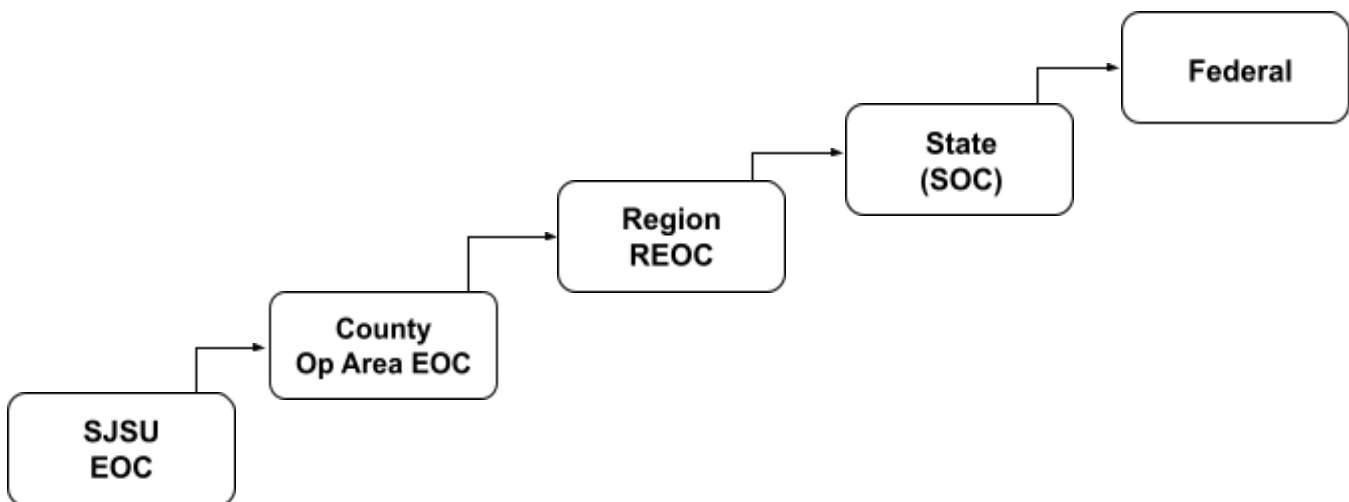 Federal
State
(SOC)
Region
REOC
County
Op Area EOC
SJSU
EOC